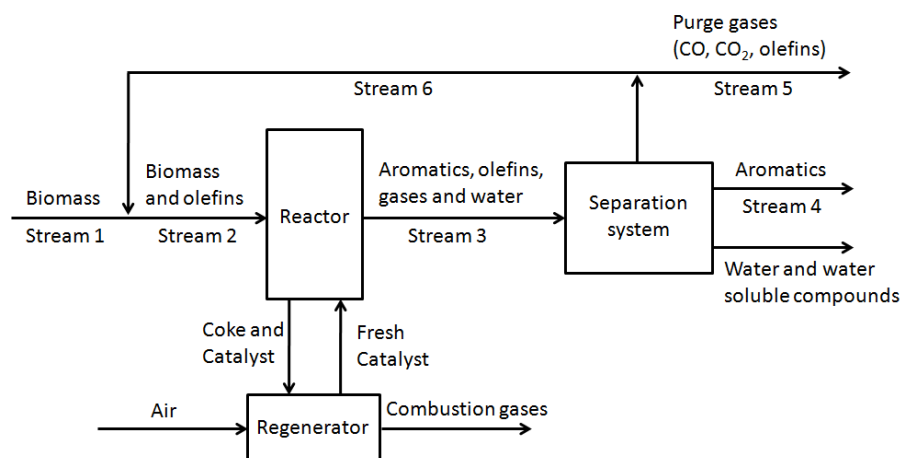 Purge gases
(CO, CO₂, olefins)
Stream 6
Stream 5
Biomass
and olefins
Aromatics, olefins,
gases and water
Biomass
Reactor
Separation
system
Aromatics
Stream 1
Stream 2
Stream 3
Stream 4
Water and water
soluble compounds
Coke and
Catalyst
Fresh
Catalyst
Air
Regenerator
Combustion gases